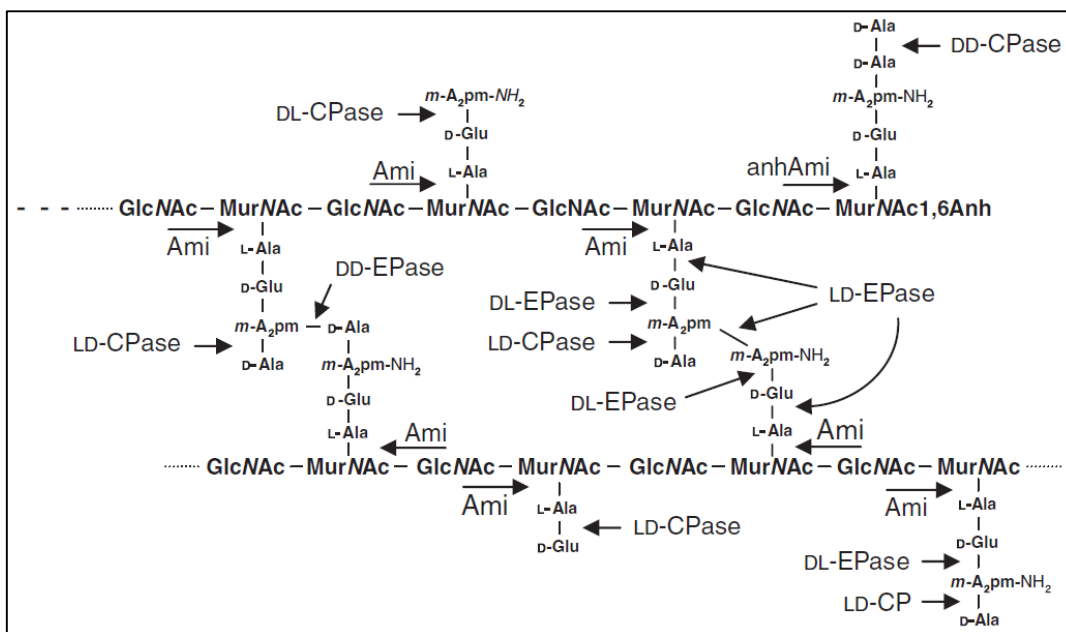 D-Ala
D-Ala ← DD-CPase
m-A₂pm-NH₂ m-A₂pm-NH₂
DL-CPase →
D-Glu D-Glu
Ami anhAmi
L-Ala L-Ala
- - - ······ GlcNAc – MurNAc – GlcNAc – MurNAc – GlcNAc – MurNAc – GlcNAc – MurNAc1,6Anh
Ami L-Ala Ami L-Ala
D-Glu DD-EPase DL-EPase D-Glu LD-EPase
m-A₂pm – D-Ala m-A₂pm
LD-CPase D-Ala LD-CPase D-Ala
m-A₂pm-NH₂ m-A₂pm-NH₂
D-Glu DL-EPase D-Glu
L-Ala Ami L-Ala Ami
······ GlcNAc – MurNAc – GlcNAc – MurNAc – GlcNAc – MurNAc – GlcNAc – MurNAc ······
Ami L-Ala Ami L-Ala
D-Glu ← LD-CPase D-Glu
DL-EPase →
m-A₂pm-NH₂
LD-CP →
D-Ala